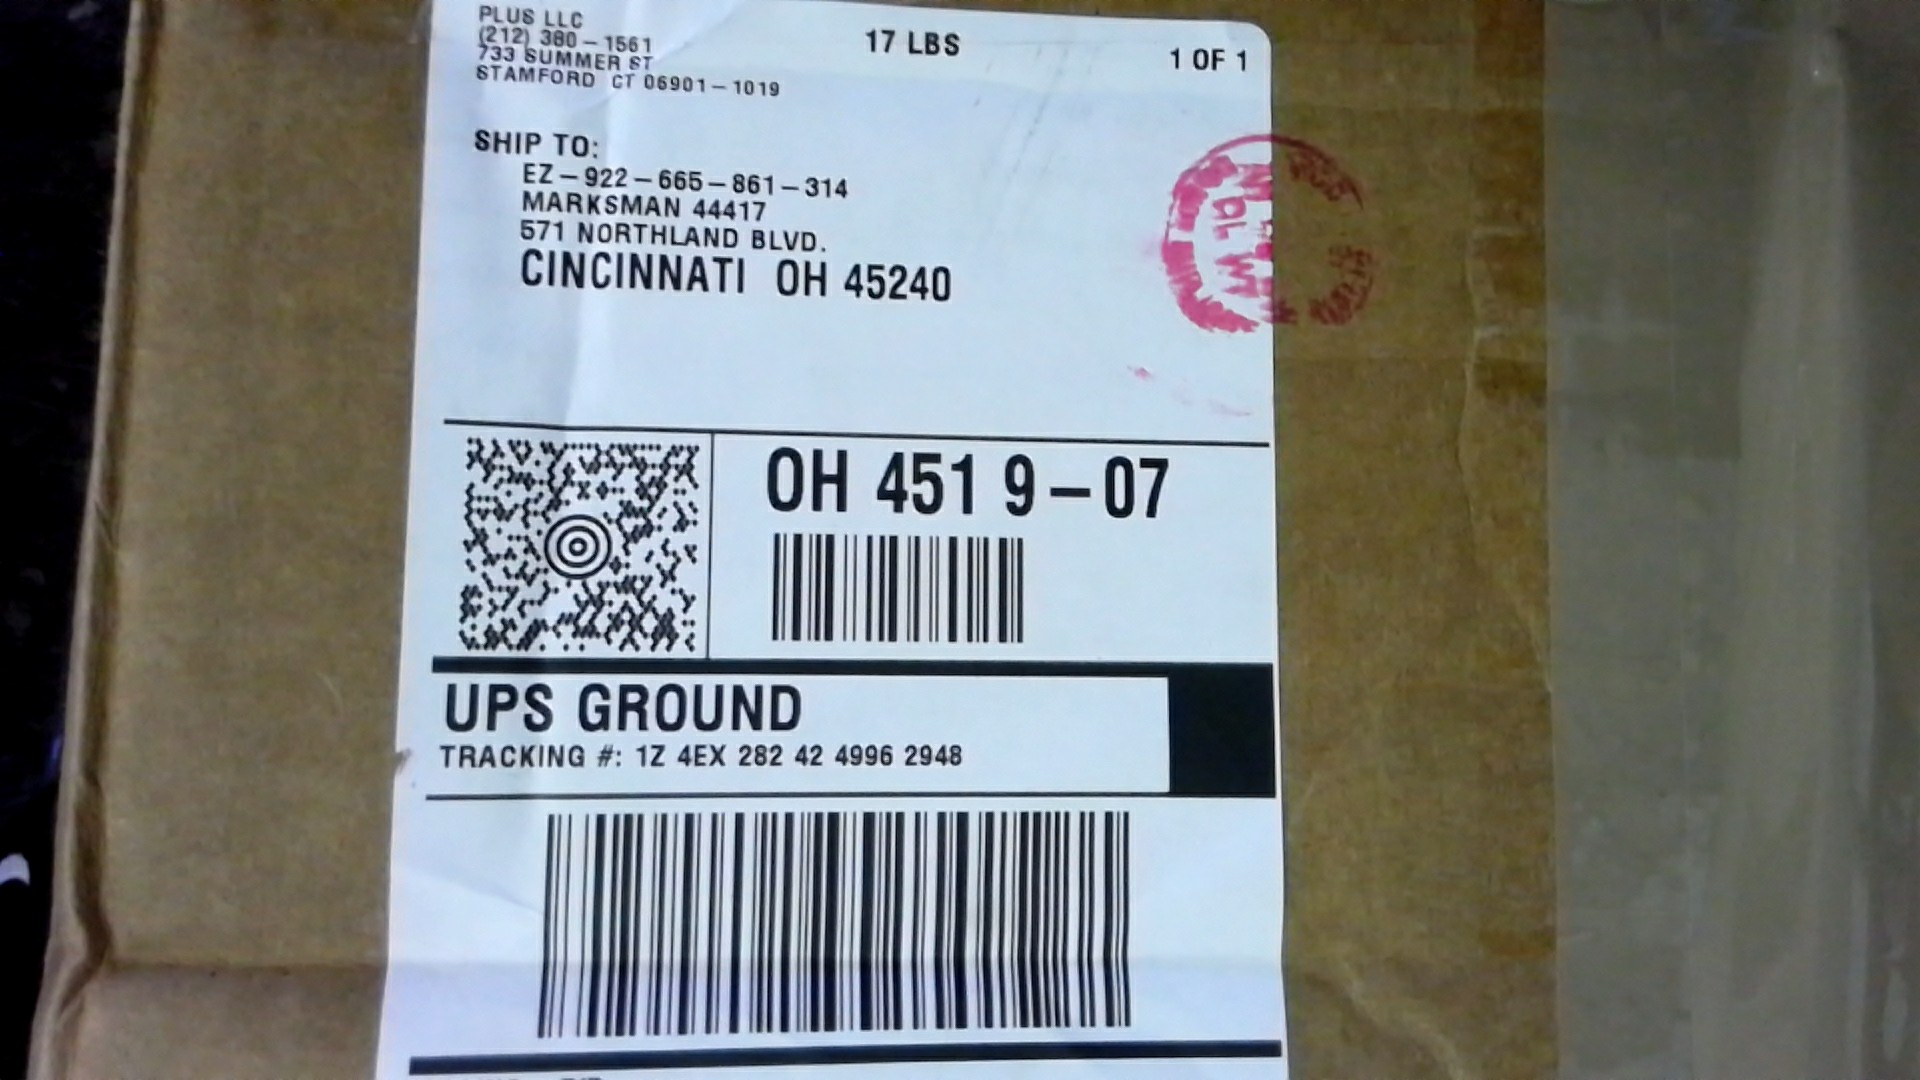 PLUS LLC
(212) 380-1561
733 SUMMER ST
STAMFORD CT 06901-1019
17 LBS
1 OF 1
SHIP TO:
EZ-922-665-861-314
MARKSMAN 44417
571 NORTHLAND BLVD.
CINCINNATI OH 45240
OH 451 9-07
UPS GROUND
TRACKING #: 1Z 4EX 282 42 4996 2948